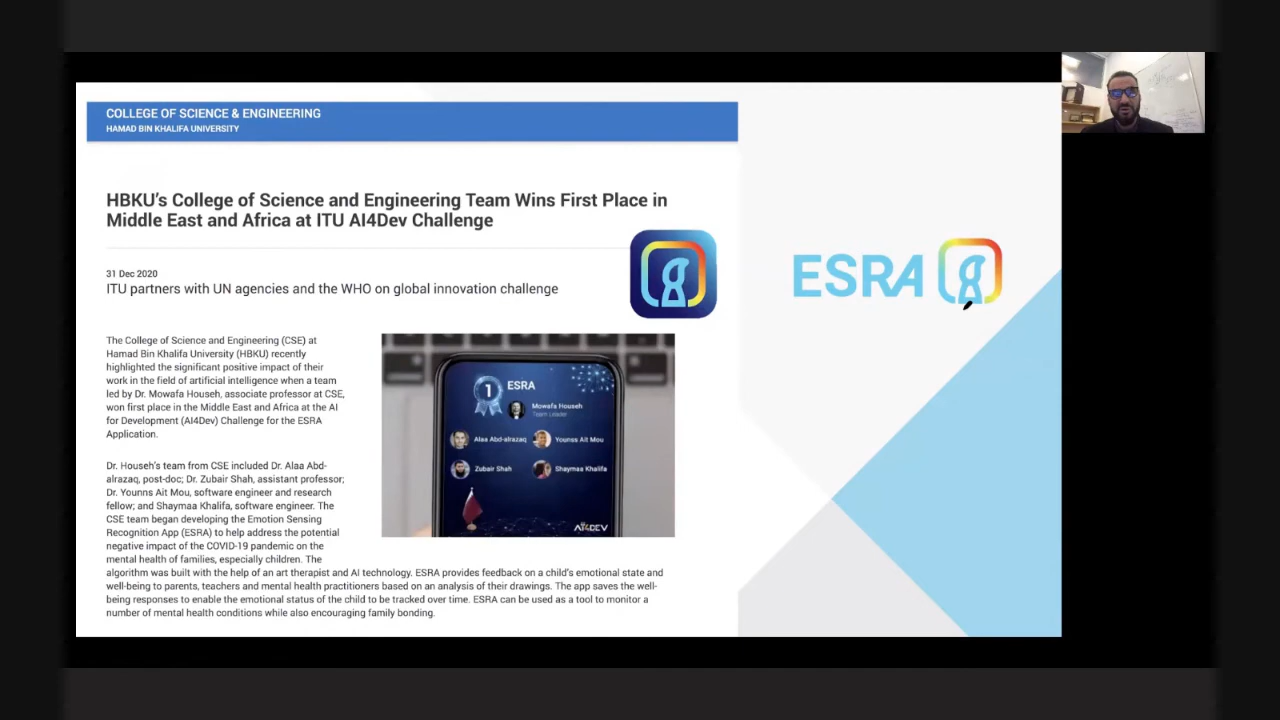 COLLEGE OF SCIENCE & ENGINEERING
HAMAD BIN KHALIFA UNIVERSITY
HBKU's College of Science and Engineering Team Wins First Place in
Middle East and Africa at ITU AI4Dev Challenge
31 Dec 2020
ITU partners with UN agencies and the WHO on global innovation challenge
The College of Science and Engineering (CSE) at
Hamad Bin Khalifa University (HBKU) recently
highlighted the significant positive impact of their
work in the field of artificial intelligence when a team
led by Dr. Mowafa Househ, associate professor at CSE,
won first place in the Middle East and Africa at the AI
for Development (AI4Dev) Challenge for the ESRA
Application.
Dr. Househ's team from CSE included Dr. Alaa Abd-
alrazaq, post-doc; Dr. Zubair Shah, assistant professor;
Dr. Younns Ait Mou, software engineer and research
fellow; and Shaymaa Khalifa, software engineer. The
CSE team began developing the Emotion Sensing
Recognition App (ESRA) to help address the potential
negative impact of the COVID-19 pandemic on the
mental health of families, especially children. The
algorithm was built with the help of an art therapist and AI technology. ESRA provides feedback on a child's emotional state and
well-being to parents, teachers and mental health practitioners based on an analysis of their drawings. The app saves the well-
being responses to enable the emotional status of the child to be tracked over time. ESRA can be used as a tool to monitor a
number of mental health conditions while also encouraging family bonding.
1 ESRA
Mowafa Househ
Team Leader
Alaa Abd-alrazaq Younss Ait Mou
Zubair Shah Shaymaa Khalifa
AI4DEV
ESRA